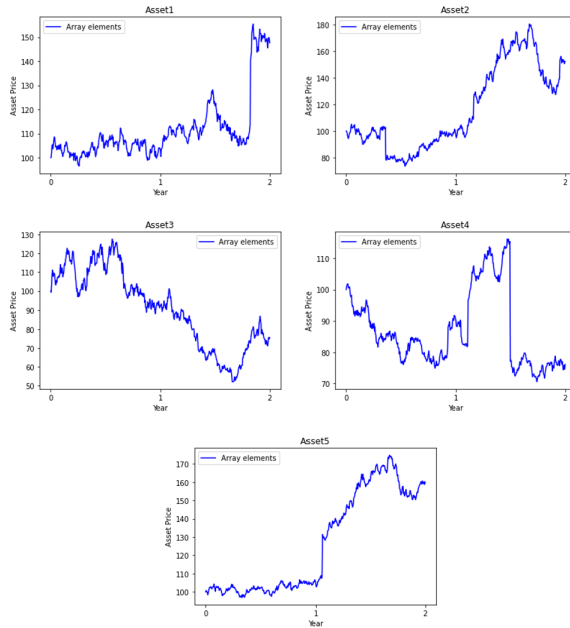 Asset1
Array elements
Asset Price
150
140
130
120
110
100
0
1
2
Year
Asset2
Array elements
Asset Price
180
160
140
120
100
80
0
1
2
Year
Asset3
Array elements
Asset Price
130
120
110
100
90
80
70
60
50
0
1
2
Year
Asset4
Array elements
Asset Price
110
100
90
80
70
0
1
2
Year
Asset5
Array elements
Asset Price
170
160
150
140
130
120
110
100
0
1
2
Year